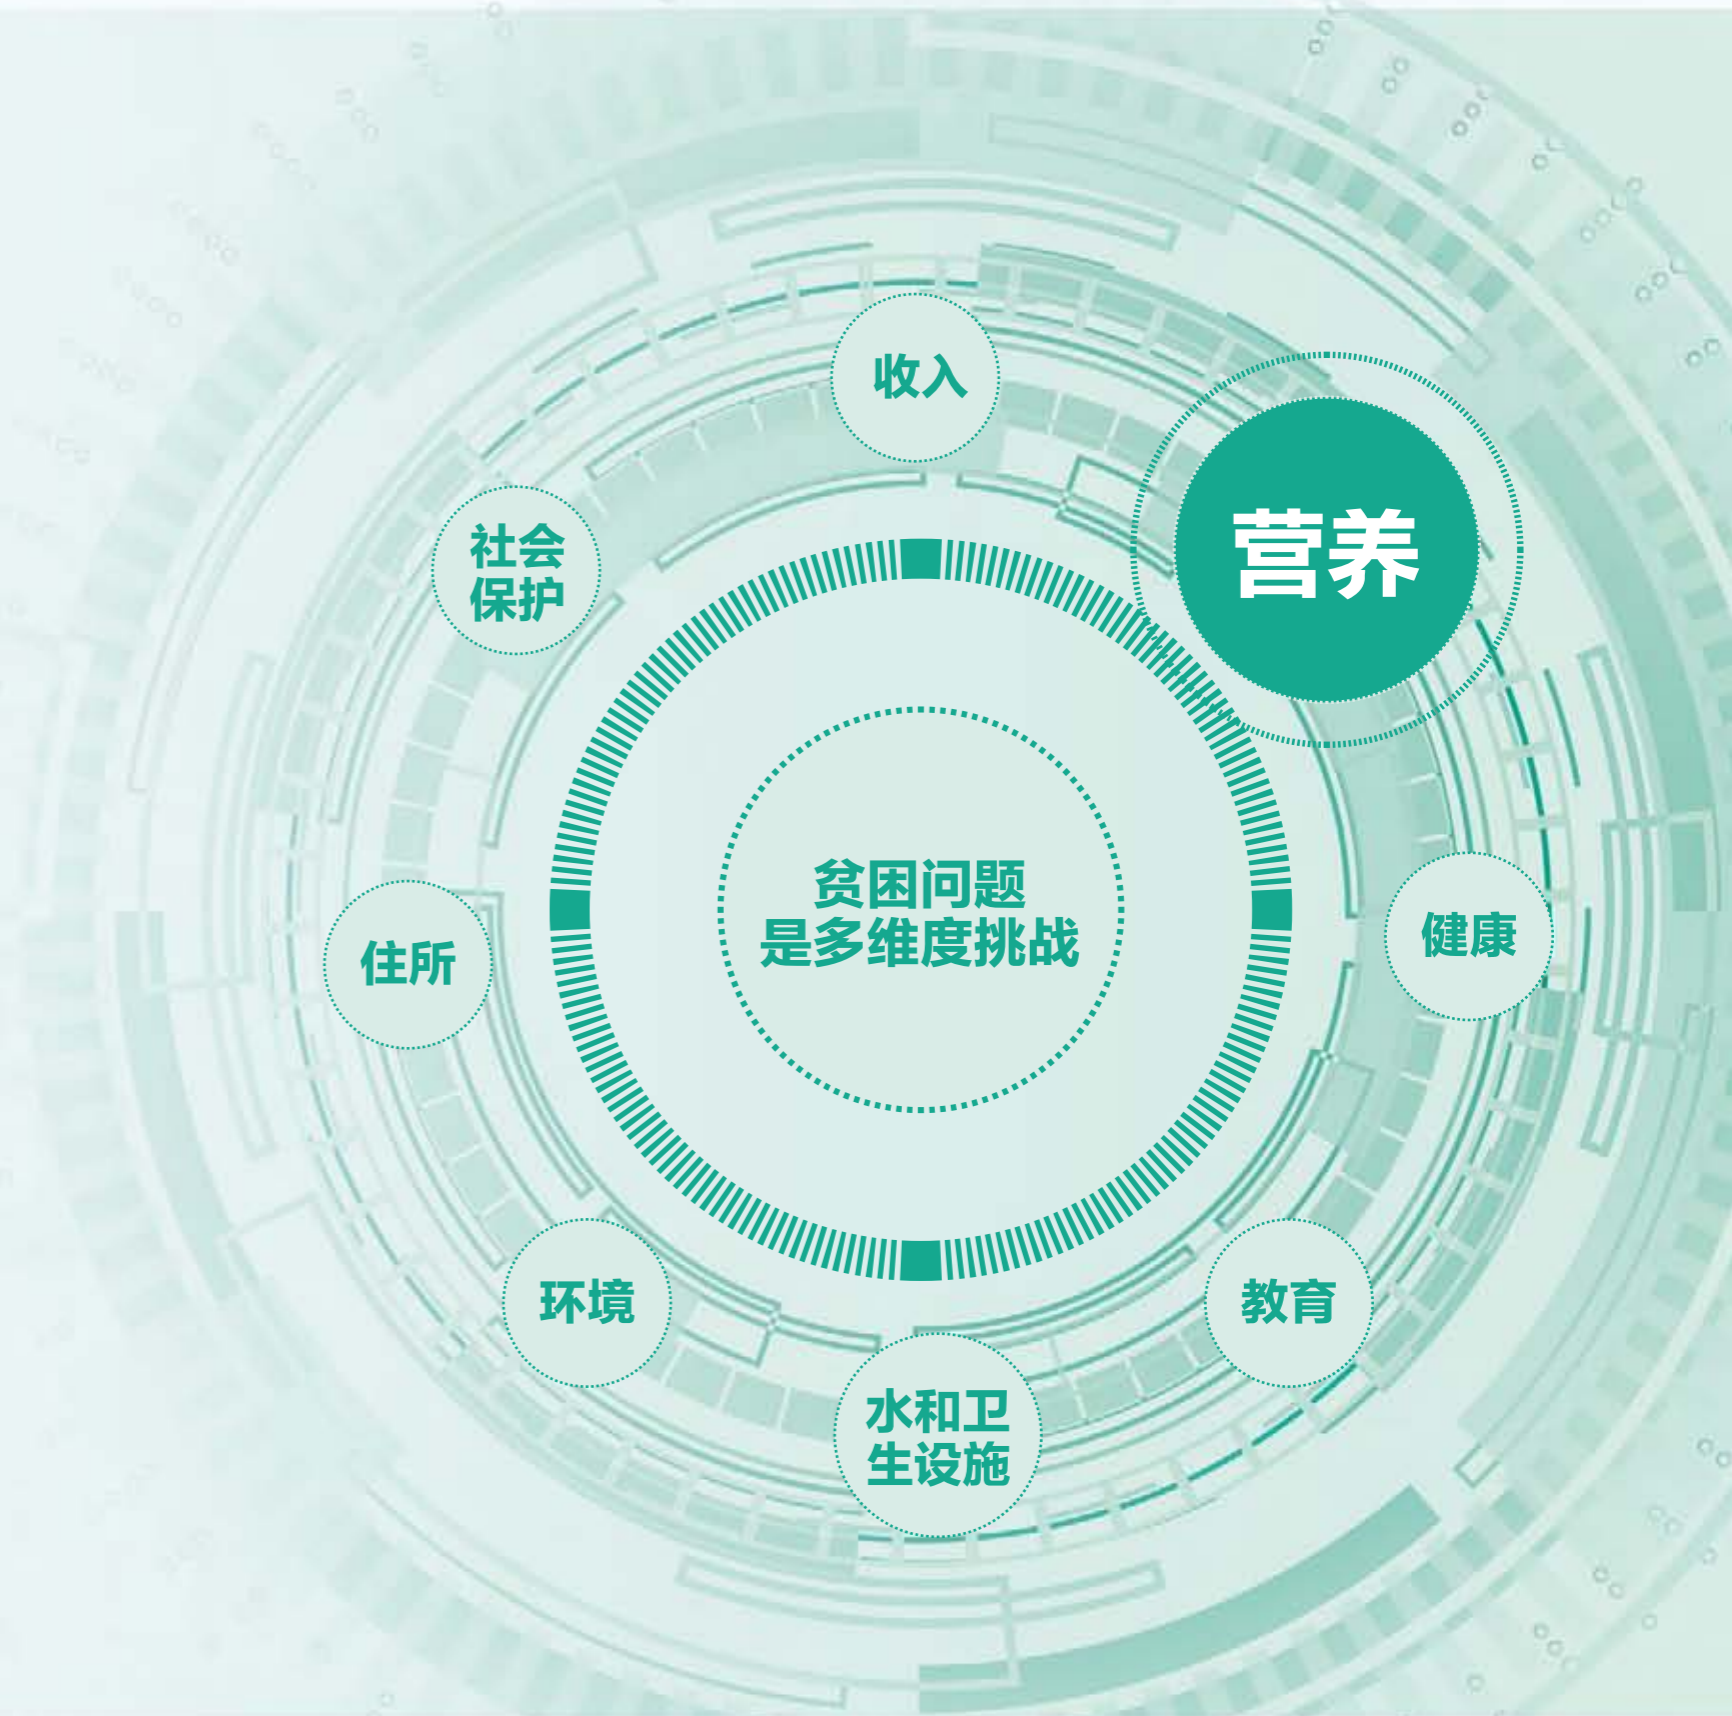 收入
营养
社会
保护
贫困问题
是多维度挑战
健康
住所
环境
教育
水和卫
生设施